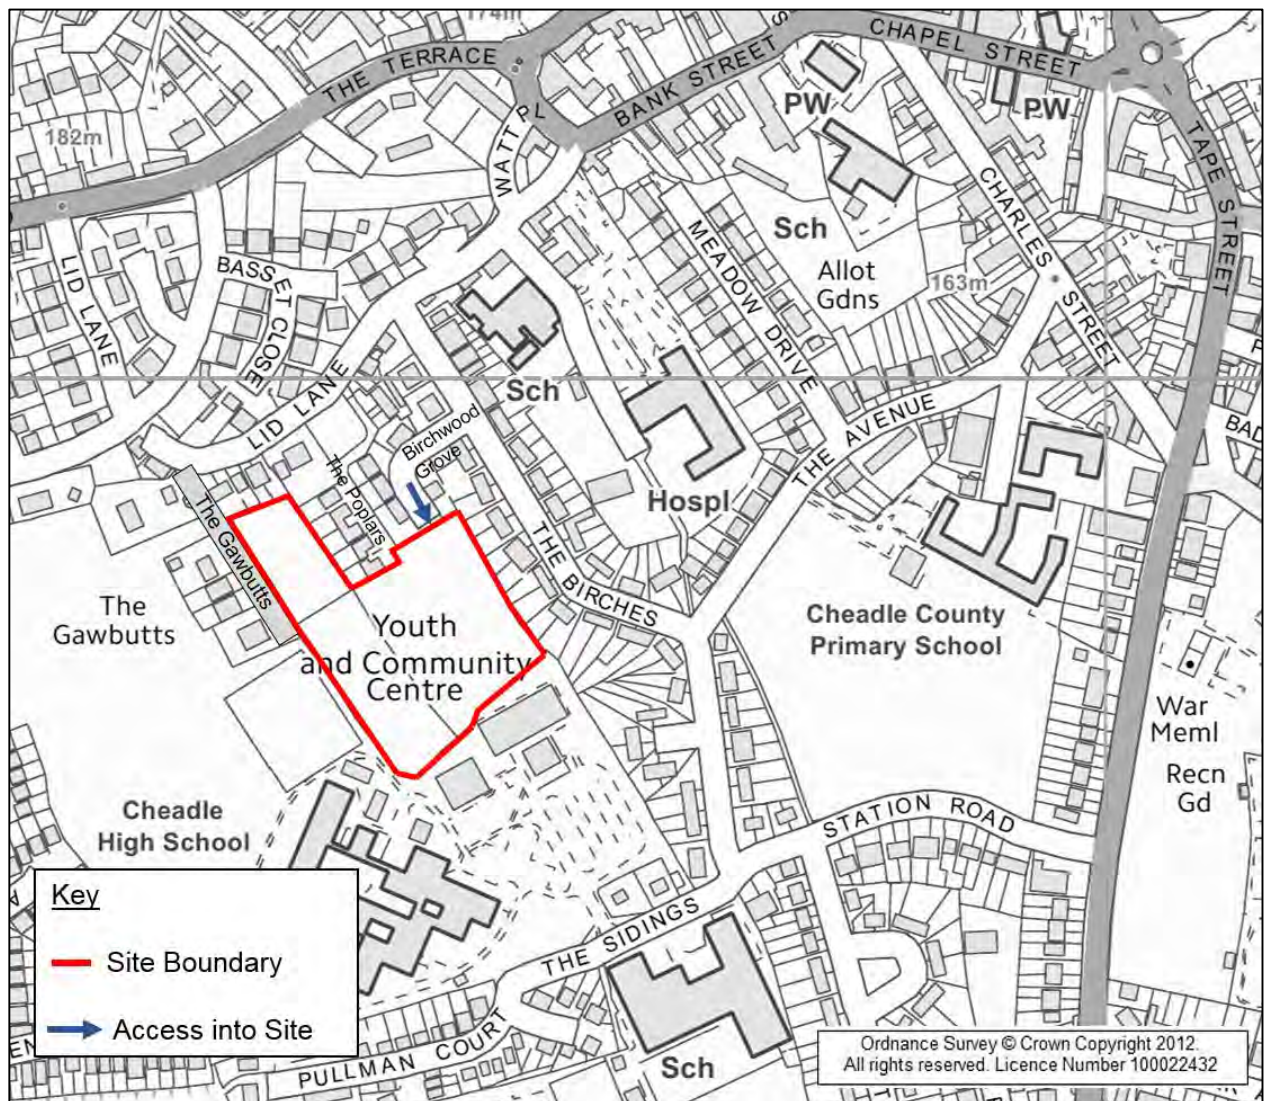 174m
THE TERRACE
BANK STREET
CHAPEL STREET
S
PW
PW
182m
WATT PL
TAPE STREET
CHARLES STREET
MEADOW DRIVE
Sch
Allot
Gdns
163m
LID LANE
BASSET CLOSE
LID LANE
Sch
THE AVENUE
BAD
Birchwood
Grove
The Poplars
Hospl
The Gawbutts
THE BIRCHES
The
Gawbutts
Youth
and Community
Centre
Cheadle County
Primary School
War
Meml
Recn
Gd
Cheadle
High School
STATION ROAD
Key
Site Boundary
Access into Site
THE SIDINGS
PULLMAN COURT
Sch
EN
Ordnance Survey © Crown Copyright 2012.
All rights reserved. Licence Number 100022432